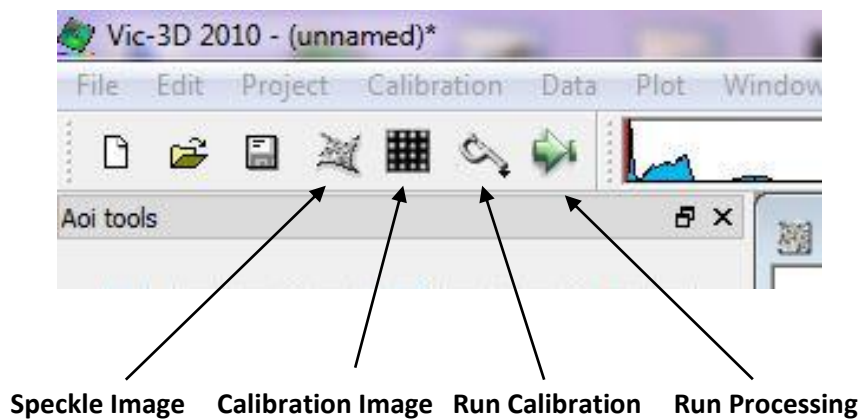 Vic-3D 2010 - (unnamed)*
File Edit Project Calibration Data Plot Window
Aoi tools
Speckle Image Calibration Image Run Calibration Run Processing